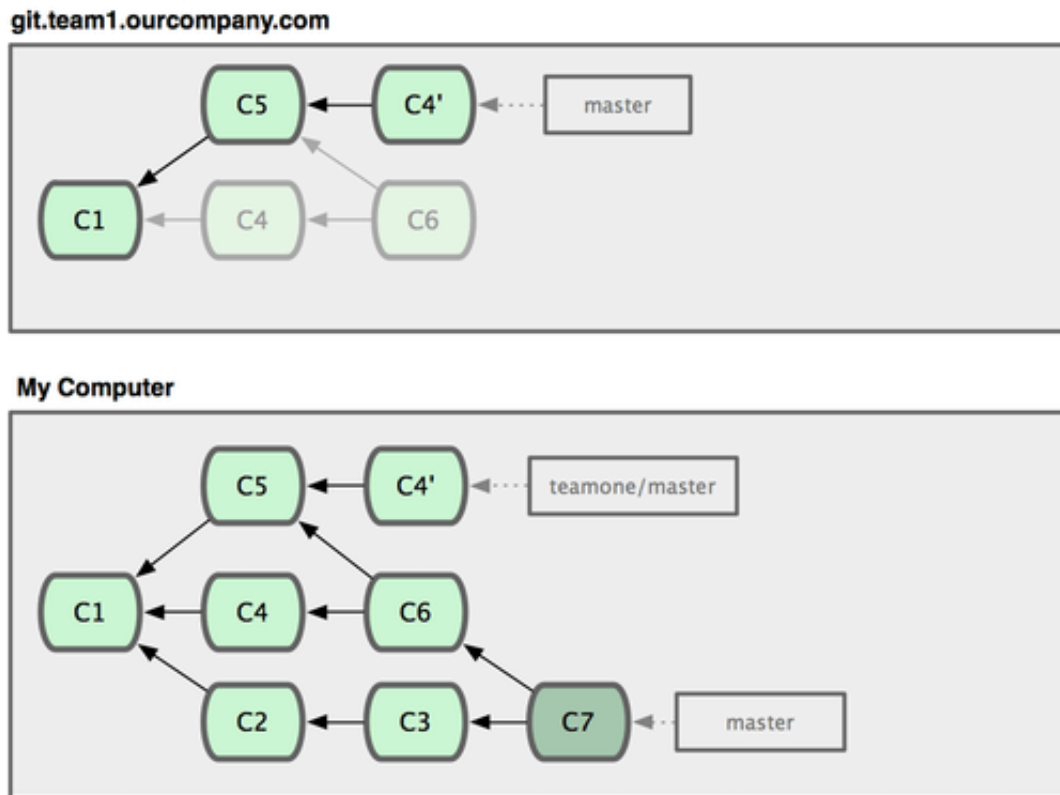 git.team1.ourcompany.com
C5 C4' master
C1 C4 C6
My Computer
C5 C4' teamone/master
C1 C4 C6
C2 C3 C7 master